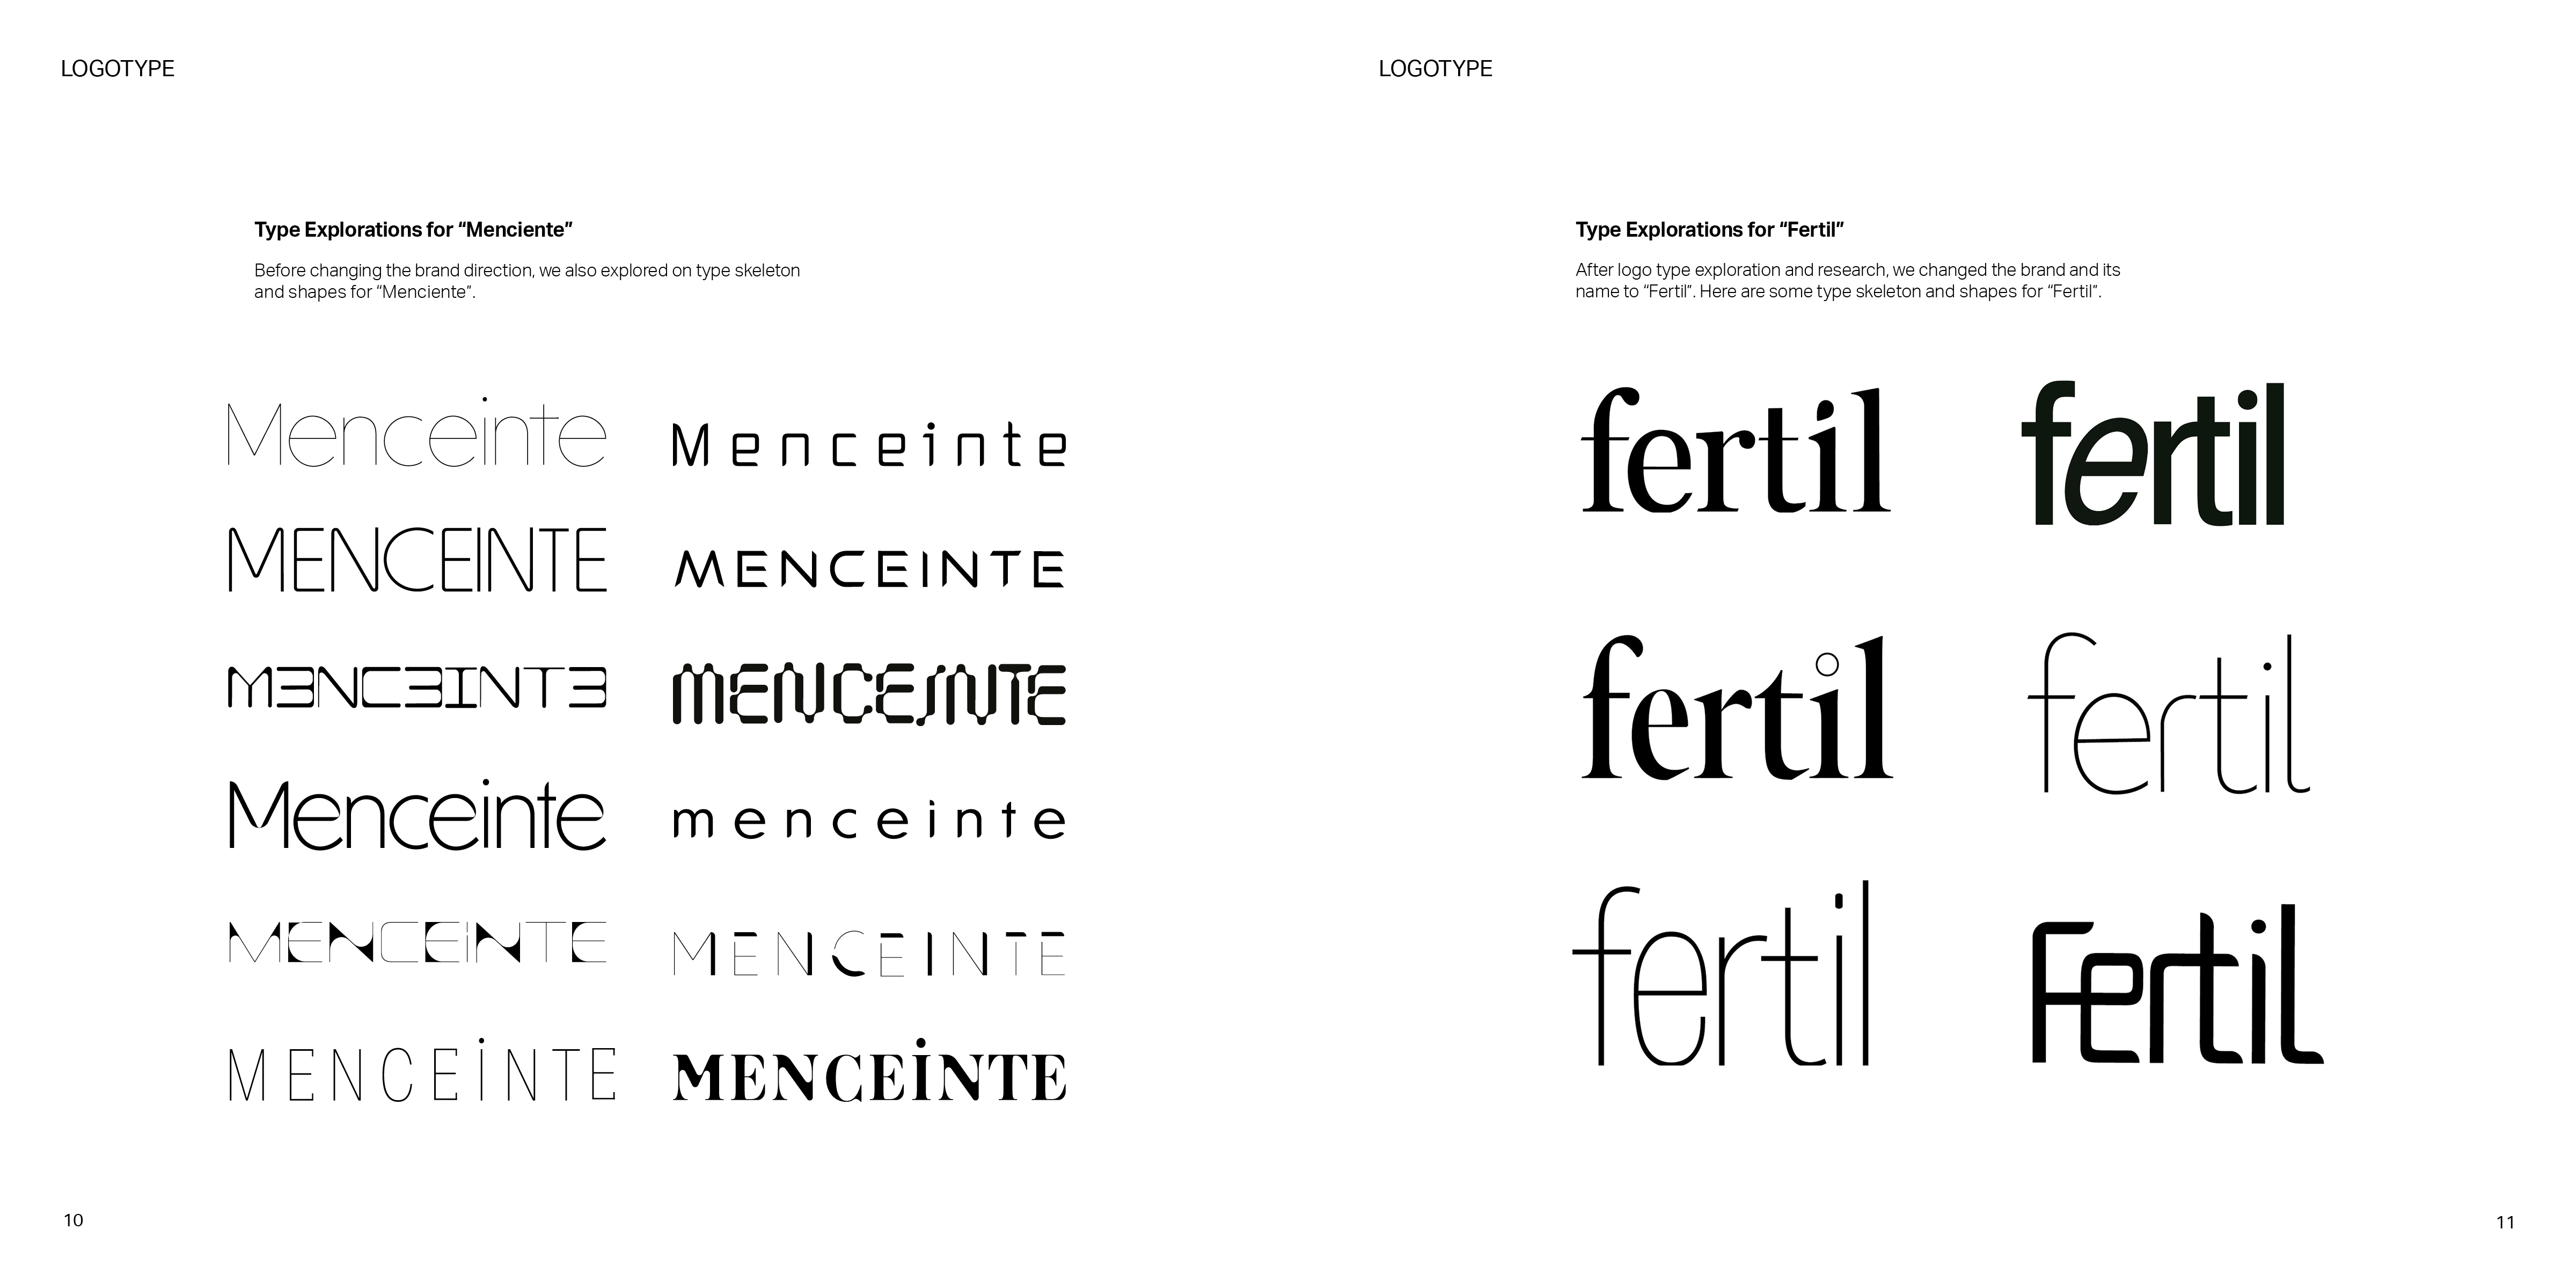 LOGOTYPE
Type Explorations for “Menciente”
Before changing the brand direction, we also explored on type skeleton
and shapes for “Menciente”.
Menceinte
Menceinte
MENCEINTE
MENCEINTE
MENCEINTE
MENCEINTE
Menceinte
menceinte
MENCEiNTE
MENCEINTE
MENCEiNTE
MENCEiNTE
10
LOGOTYPE
Type Explorations for “Fertil”
After logo type exploration and research, we changed the brand and its
name to “Fertil”. Here are some type skeleton and shapes for “Fertil”.
fertil
fertil
fertil
fertil
fertil
Fertil
11